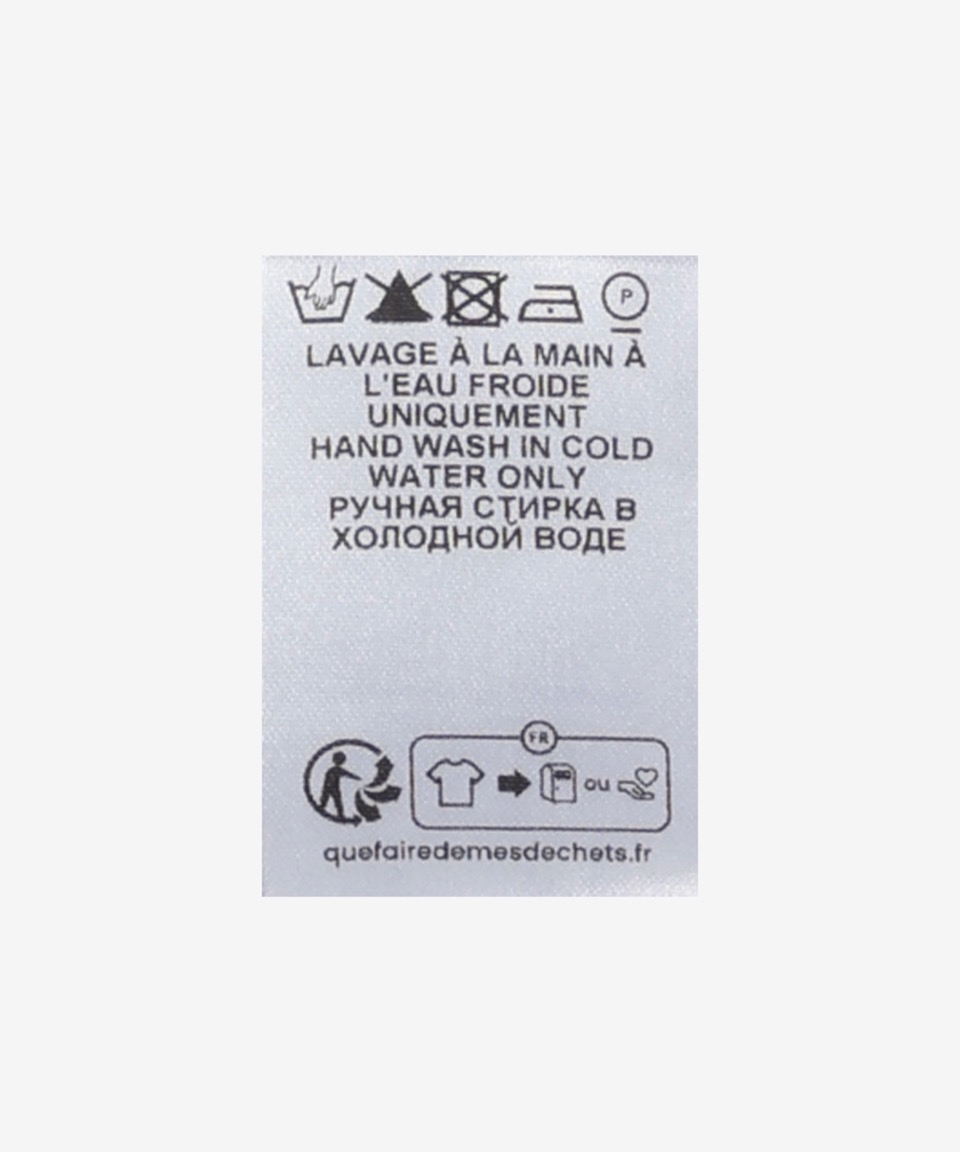 P
LAVAGE À LA MAIN À
L'EAU FROIDE
UNIQUEMENT
HAND WASH IN COLD
WATER ONLY
РУЧНАЯ СТИРКА В
ХОЛОДНОЙ ВОДЕ
FR
ou
quefairedemesdechets.fr